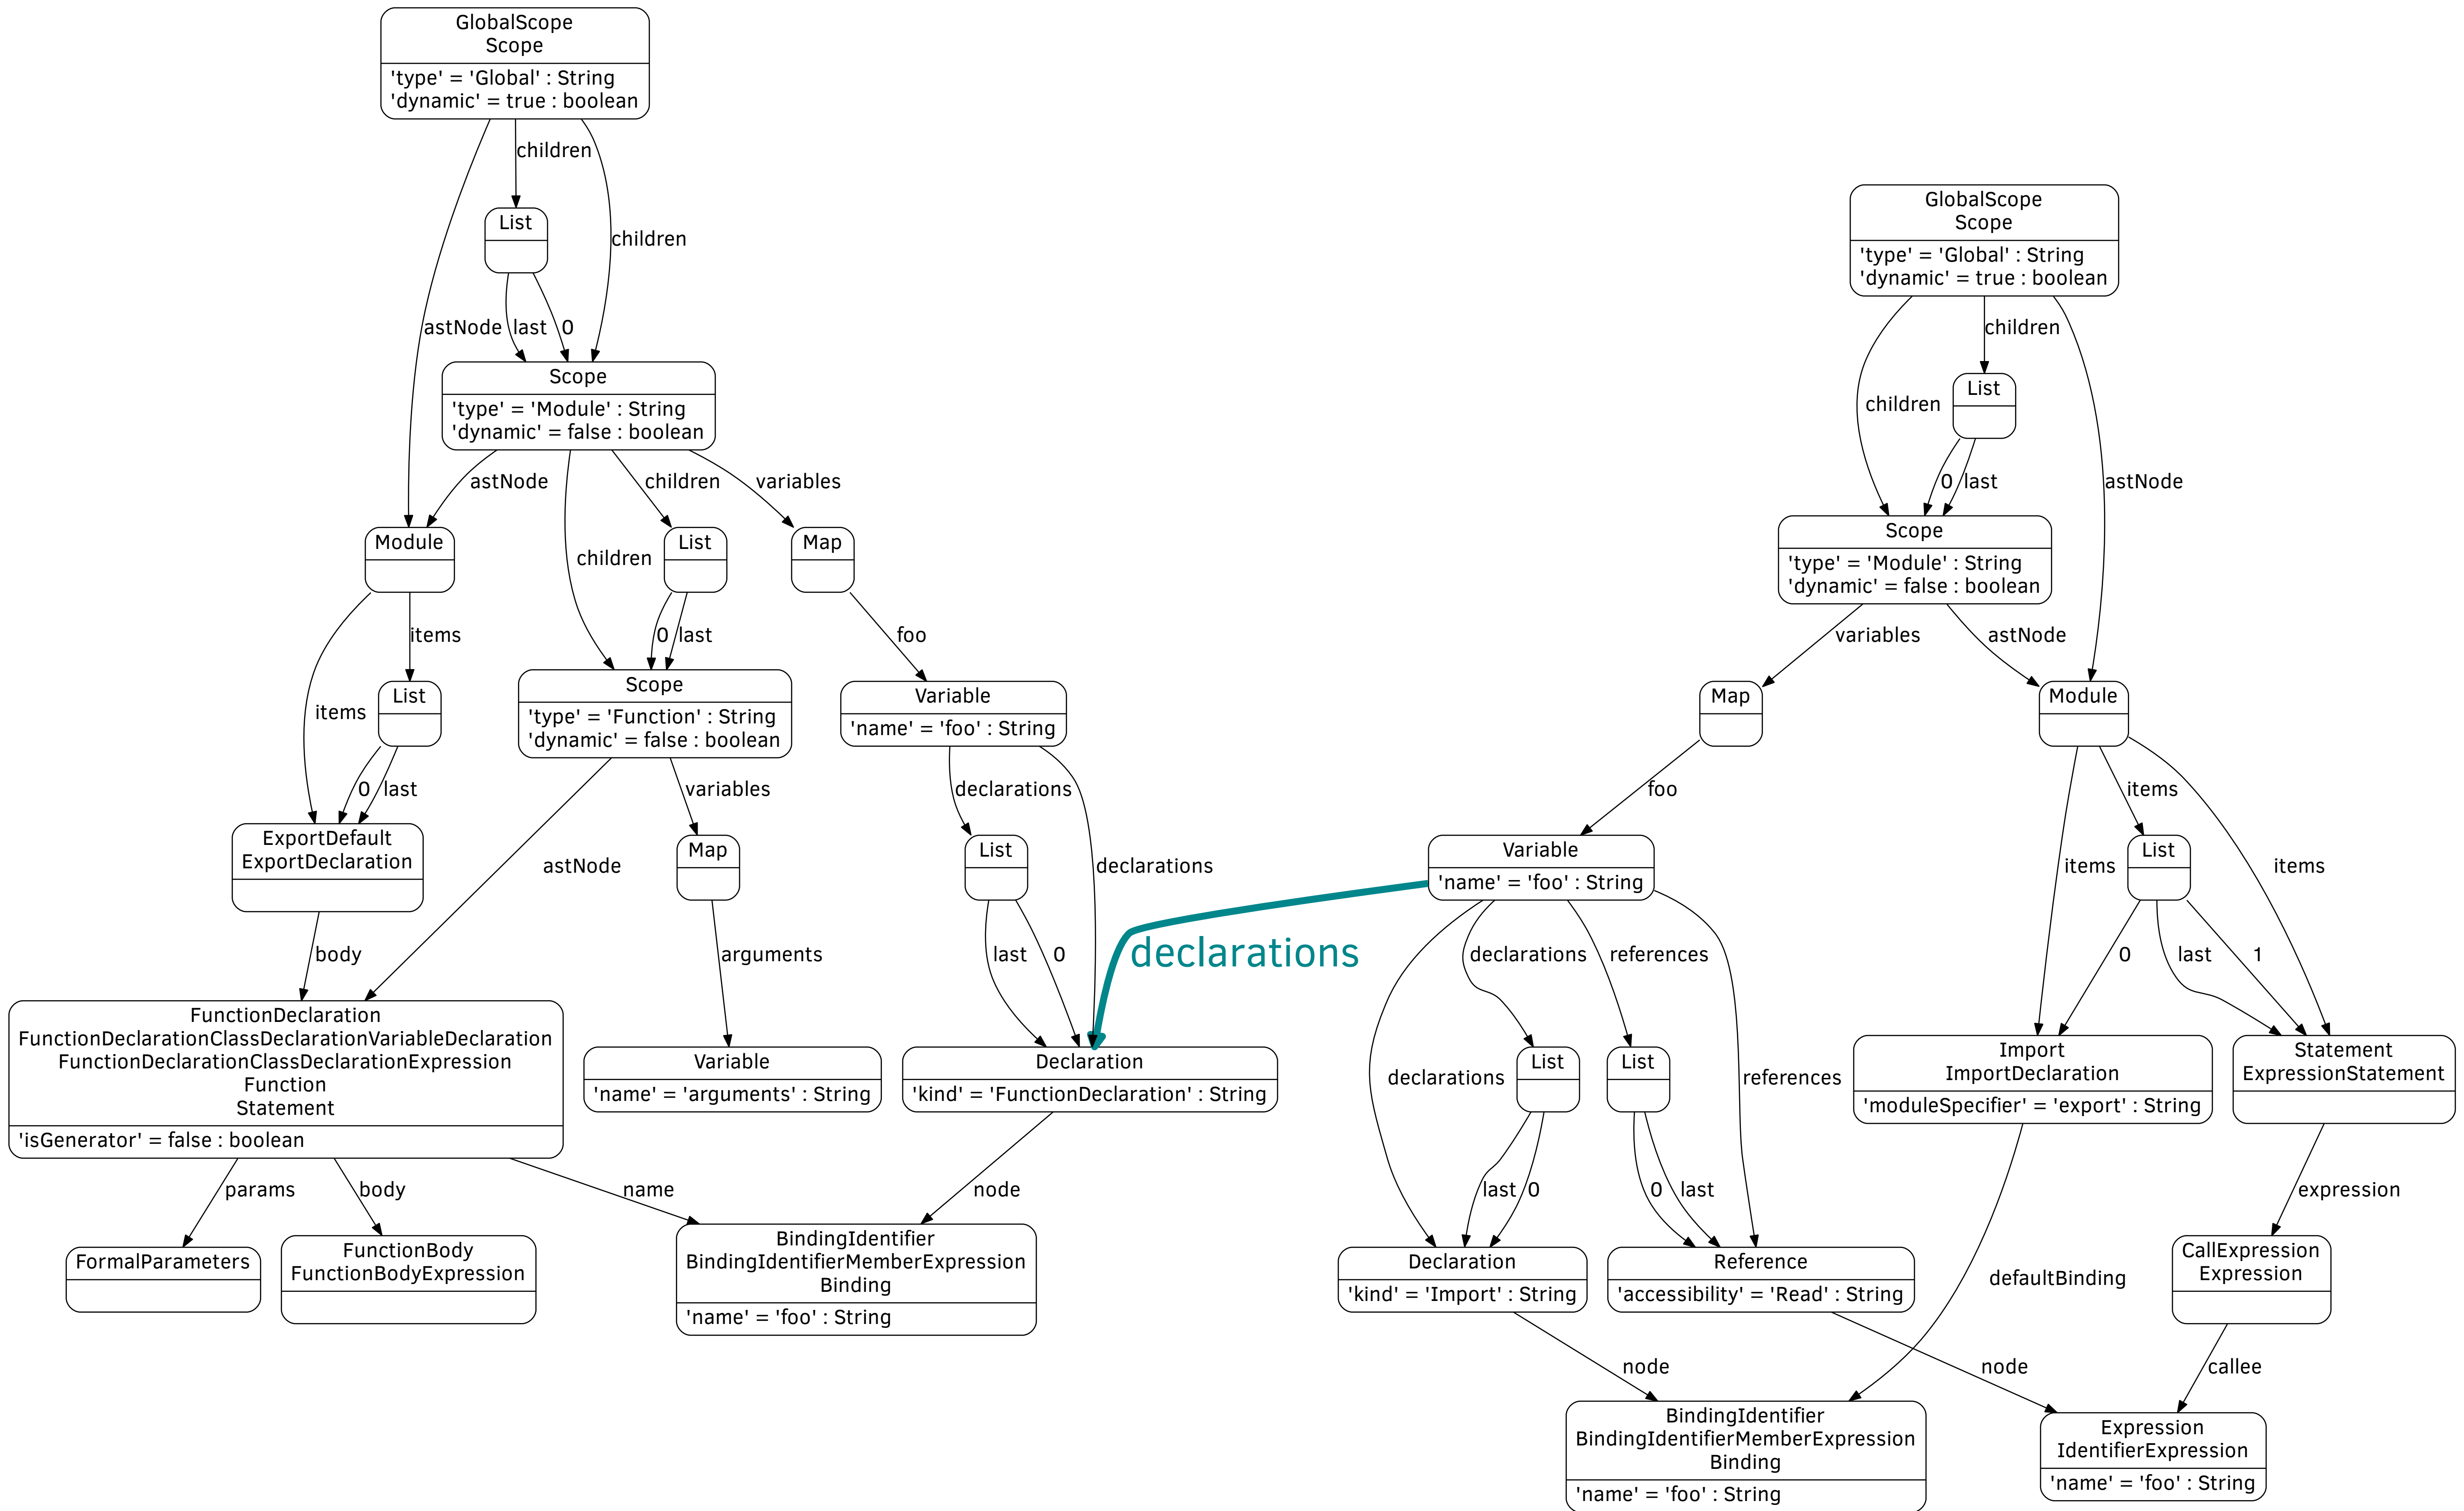 GlobalScope
Scope
'type' = 'Global' : String
'dynamic' = true : boolean
children
List
children
astNode
last
0
Scope
'type' = 'Module' : String
'dynamic' = false : boolean
astNode
children
variables
Module
children
List
Map
items
0
last
foo
items
List
Scope
'type' = 'Function' : String
'dynamic' = false : boolean
Variable
'name' = 'foo' : String
0
last
variables
declarations
ExportDefault
ExportDeclaration
astNode
Map
List
declarations
body
arguments
last
0
FunctionDeclaration
FunctionDeclarationClassDeclarationVariableDeclaration
FunctionDeclarationClassDeclarationExpression
Function
Statement
'isGenerator' = false : boolean
Variable
'name' = 'arguments' : String
Declaration
'kind' = 'FunctionDeclaration' : String
params
body
name
node
FormalParameters
FunctionBody
FunctionBodyExpression
BindingIdentifier
BindingIdentifierMemberExpression
Binding
'name' = 'foo' : String
declarations
GlobalScope
Scope
'type' = 'Global' : String
'dynamic' = true : boolean
children
children
List
0
last
astNode
Scope
'type' = 'Module' : String
'dynamic' = false : boolean
variables
astNode
Map
Module
foo
items
Variable
'name' = 'foo' : String
items
List
items
declarations
references
0
last
1
declarations
List
List
references
Import
ImportDeclaration
'moduleSpecifier' = 'export' : String
Statement
ExpressionStatement
last
0
0
last
expression
Declaration
'kind' = 'Import' : String
Reference
'accessibility' = 'Read' : String
defaultBinding
CallExpression
Expression
node
node
callee
BindingIdentifier
BindingIdentifierMemberExpression
Binding
'name' = 'foo' : String
Expression
IdentifierExpression
'name' = 'foo' : String